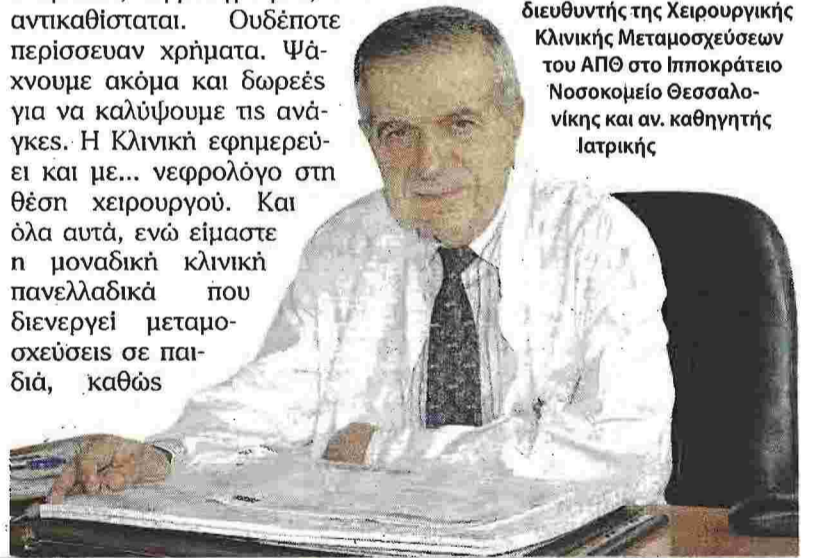 αντικαθίσταται. Ουδέποτε
περίσσευαν χρήματα. Ψά-
χνουμε ακόμα και δωρεές
για να καλύψουμε τις ανά-
γκες. Η Κλινική εφημερεύ-
ει και με... νεφρολόγο στη
θέση χειρουργού. Και
όλα αυτά, ενώ είμαστε
η μοναδική κλινική
πανελλαδικά που
διενεργεί μεταμο-
σχεύσεις σε παι-
διά, καθώς
διευθυντής της Χειρουργικής
Κλινικής Μεταμοσχεύσεων
του ΑΠΘ στο Ιπποκράτειο
Νοσοκομείο Θεσσαλο-
νίκης και αν. καθηγητής
Ιατρικής